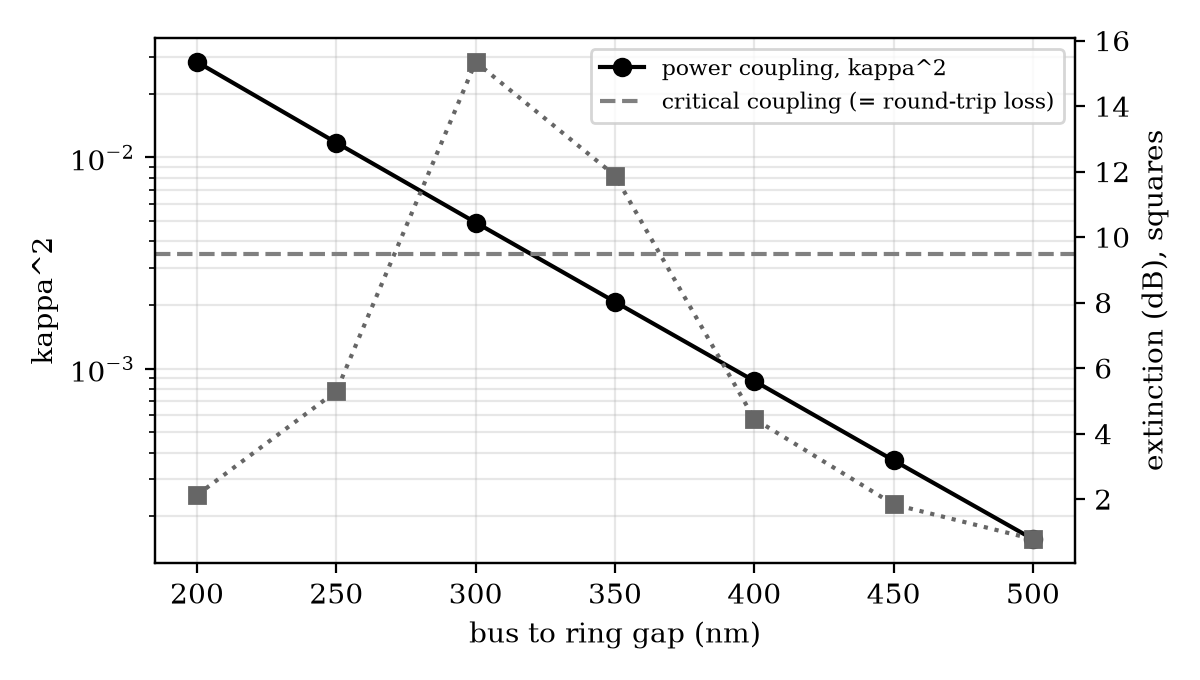 power coupling, kappa^2
critical coupling (= round-trip loss)
kappa^2
10⁻²
10⁻³
16
14
12
10
8
6
4
2
extinction (dB), squares
200 250 300 350 400 450 500
bus to ring gap (nm)